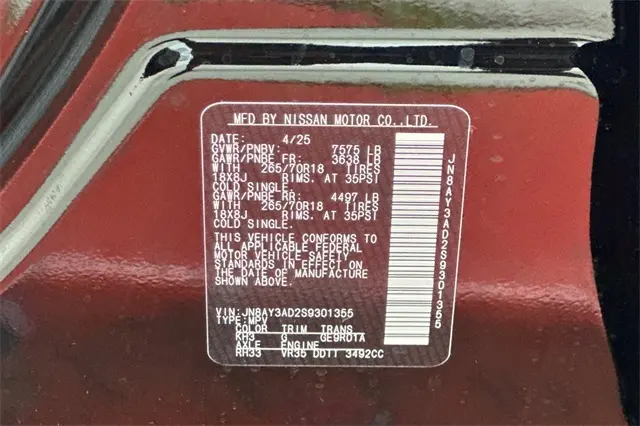 MFD BY NISSAN MOTOR CO.,LTD.
DATE: 4/25
GVWR/PNBV: 7575 LB
GAWR/PNBE FR: 3638 LB
WITH 265/70R18 TIRES
18X8J RIMS. AT 35PSI
COLD SINGLE.
GAWR/PNBE RR: 4497 LB
WITH 265/70R18 TIRES
18X8J RIMS. AT 35PSI
COLD SINGLE.
THIS VEHICLE CONFORMS TO
ALL APPLICABLE FEDERAL
MOTOR VEHICLE SAFETY
STANDARDS IN EFFECT ON
THE DATE OF MANUFACTURE
SHOWN ABOVE.
VIN: JN8AY3AD2S9301355
TYPE:MPV
COLOR TRIM TRANS
KH3 G GE9RD1A
AXLE ENGINE
RH33 VR35 DDTT 3492CC
JN8AY3AD2S9301355